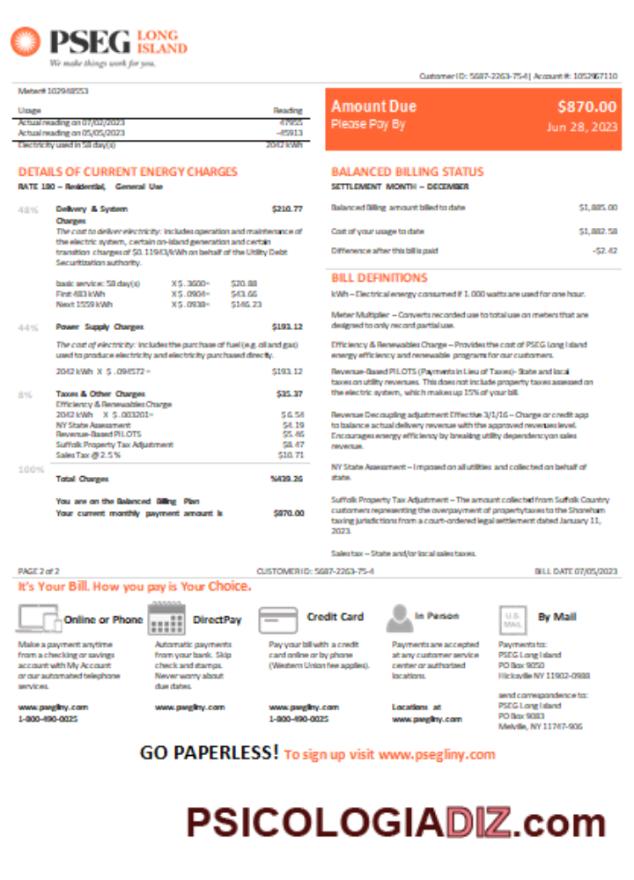 PSEG LONG ISLAND
We make things work for you.
Customer ID: 5687-2263-75-4| Account #: 1052967110
Meter# 102948553
Usage Reading
Actual reading on 07/02/2023 47955
Actual reading on 05/05/2023 -45913
Electricity used in 58 day(s) 2042 kWh
Amount Due $870.00
Please Pay By Jun 28, 2023
DETAILS OF CURRENT ENERGY CHARGES
RATE 180 – Residential, General Use
48% Delivery & System $210.77
Charges
The cost to deliver electricity: includes operation and maintenance of
the electric system, certain on-island generation and certain
transition charges of $0.11943/kWh on behalf of the Utility Debt
Securitization authority.
basic service: 58 day(s) X $ .3600= $20.88
First 483 kWh X $ .0904= $43.66
Next 1559 kWh X $ .0938= $146.23
44% Power Supply Charges $193.12
The cost of electricity: includes the purchase of fuel (e.g. oil and gas)
used to produce electricity and electricity purchased directly.
2042 kWh X $ .094572 = $193.12
8% Taxes & Other Charges $35.37
Efficiency & Renewables Charge
2042 kWh X $ .003201= $6.54
NY State Assessment $4.19
Revenue-Based PILOTS $5.46
Suffolk Property Tax Adjustment $8.47
Sales Tax @ 2.5 % $10.71
100%
Total Charges %439.26
You are on the Balanced Billing Plan
Your current monthly payment amount is $870.00
BALANCED BILLING STATUS
SETTLEMENT MONTH – DECEMBER
Balanced Billing amount billed to date $1,885.00
Cost of your usage to date $1,882.58
Difference after this bill is paid -$2.42
BILL DEFINITIONS
kWh – Electrical energy consumed if 1.000 watts are used for one hour.
Meter Multiplier – Converts recorded use to total use on meters that are
designed to only record partial use.
Efficiency & Renewables Charge – Provides the cost of PSEG Long Island
energy efficiency and renewable programs for our customers.
Revenue-Based PILOTS (Payments in Lieu of Taxes)- State and local
taxes on utility revenues. This does not include property taxes assessed on
the electric system, which makes up 15% of your bill.
Revenue Decoupling adjustment Effective 3/1/16 – Charge or credit app
to balance actual delivery revenue with the approved revenues level.
Encourages energy efficiency by breaking utility dependency on sales
revenue.
NY State Assessment – Imposed on all utilities and collected on behalf of
state.
Suffolk Property Tax Adjustment – The amount collected from Suffolk Country
customers representing the overpayment of property taxes to the Shoreham
taxing jurisdictions from a court-ordered legal settlement dated January 11,
2023.
Sales tax – State and/or local sales taxes.
PAGE 2 of 2 CUSTOMER ID: 5687-2263-75-4 BILL DATE 07/05/2023
It's Your Bill. How you pay is Your Choice.
Online or Phone
Make a payment anytime
from a checking or savings
account with My Account
or our automated telephone
services.
www.psegliny.com
1-800-490-0025
DirectPay
Automatic payments
from your bank. Skip
check and stamps.
Never worry about
due dates.
www.psegliny.com
Credit Card
Pay your bill with a credit
card online or by phone
(Western Union fee applies).
www.psegliny.com
1-800-490-0025
In Person
Payments are accepted
at any customer service
center or authorized
locations.
Locations at
www.psegliny.com
U.S.
MAIL
By Mail
Payments to:
PSEG Long Island
PO Box 9050
Hicksville NY 11902-0988
send correspondence to:
PSEG Long Island
PO Box 9083
Melville, NY 11747-906
GO PAPERLESS! To sign up visit www.psegliny.com
PSICOLOGIADIZ.com